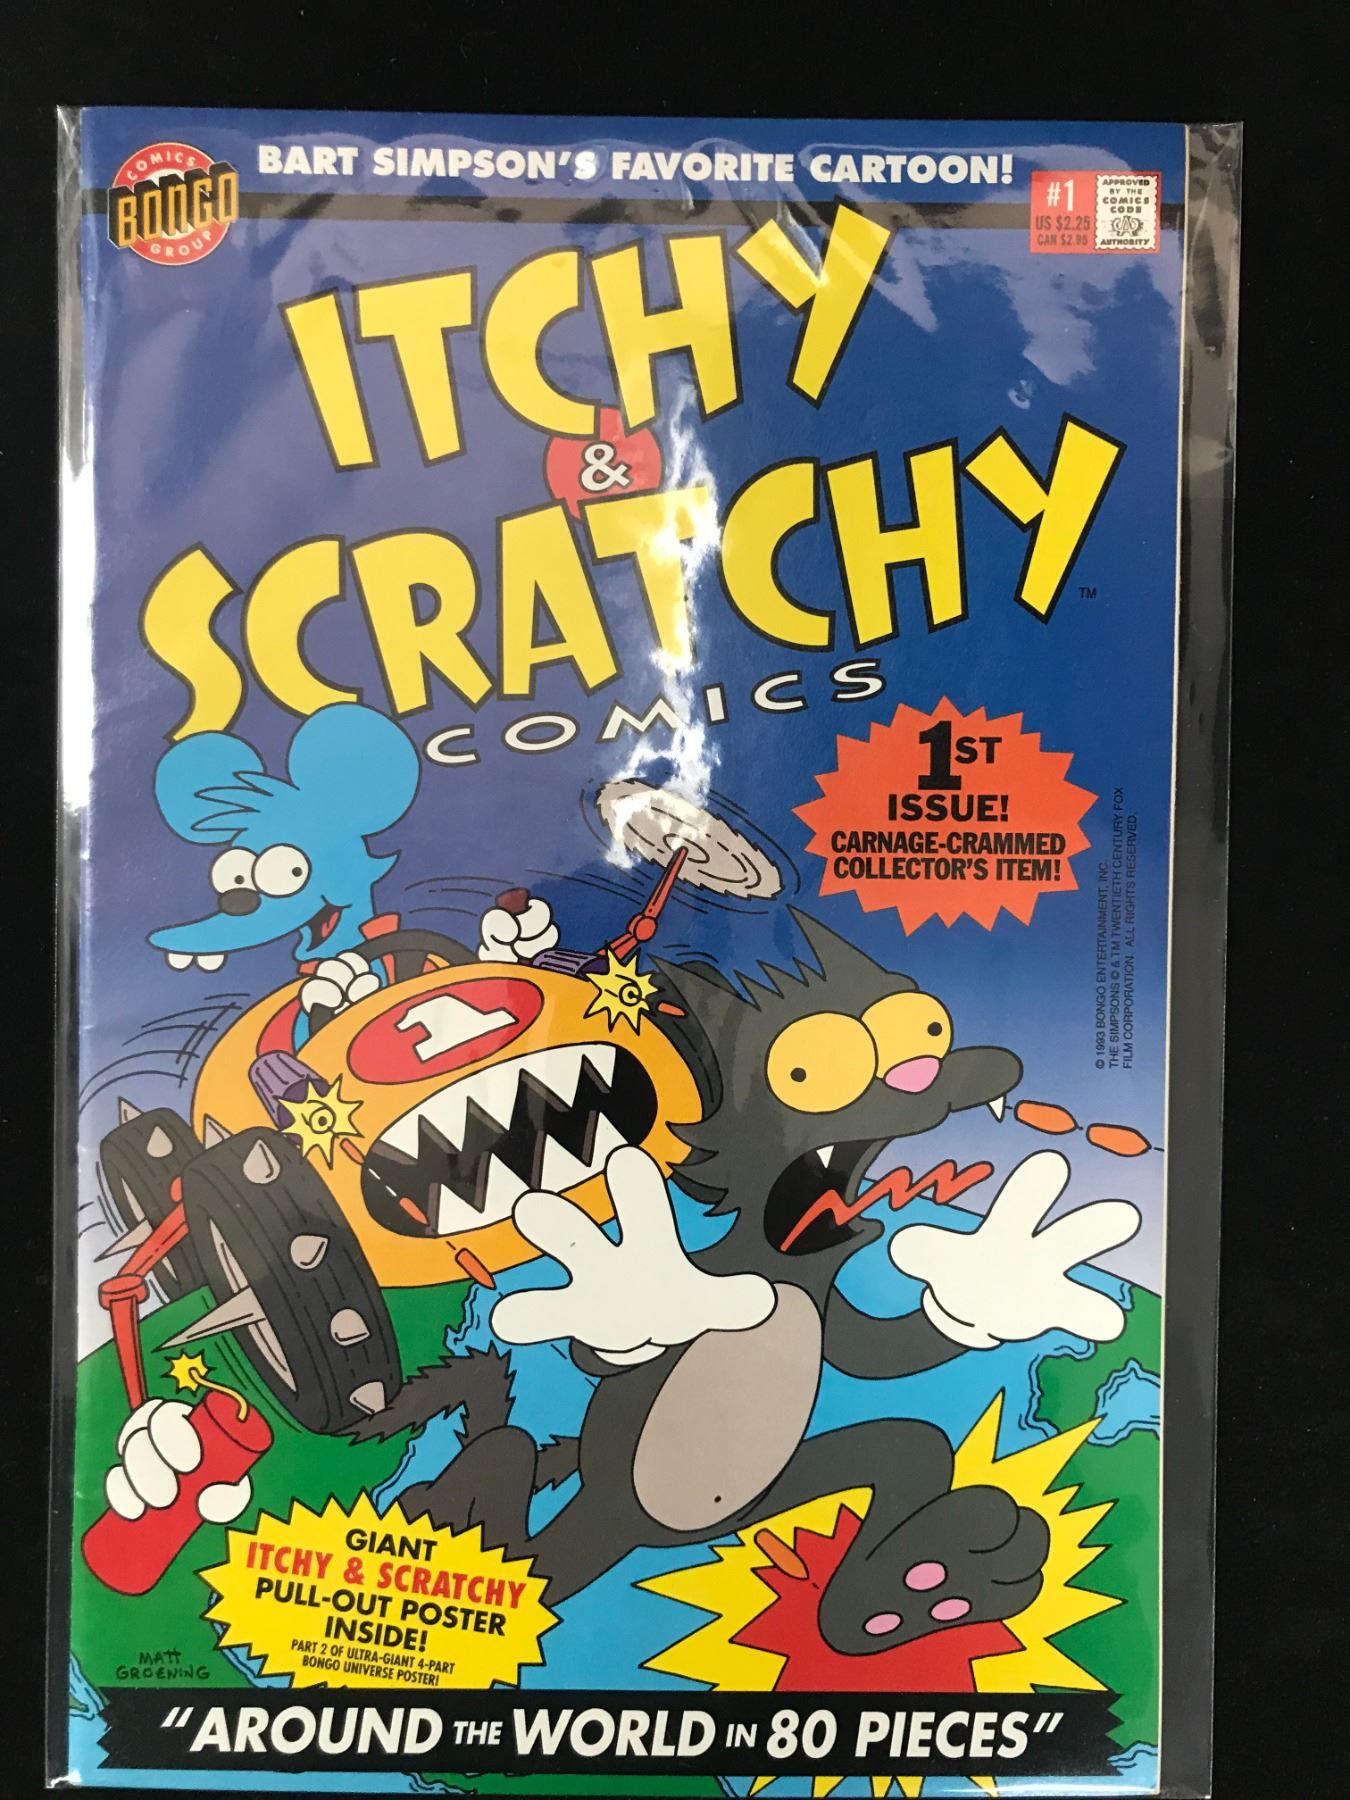 COMICS
BONGO
GROUP
BART SIMPSON'S FAVORITE CARTOON!
#1
US $2.25
CAN $2.95
APPROVED
BY THE
COMICS
CODE
CA
AUTHORITY
ITCHY
&
SCRATCHY
TM
COMICS
1ST
ISSUE!
CARNAGE-CRAMMED
COLLECTOR'S ITEM!
© 1993 BONGO ENTERTAINMENT, INC.
THE SIMPSONS © & TM TWENTIETH CENTURY FOX
FILM CORPORATION. ALL RIGHTS RESERVED.
1
GIANT
ITCHY & SCRATCHY
PULL-OUT POSTER
INSIDE!
PART 2 OF ULTRA-GIANT 4-PART
BONGO UNIVERSE POSTER!
MATT
GROENING
"AROUND THE WORLD IN 80 PIECES"